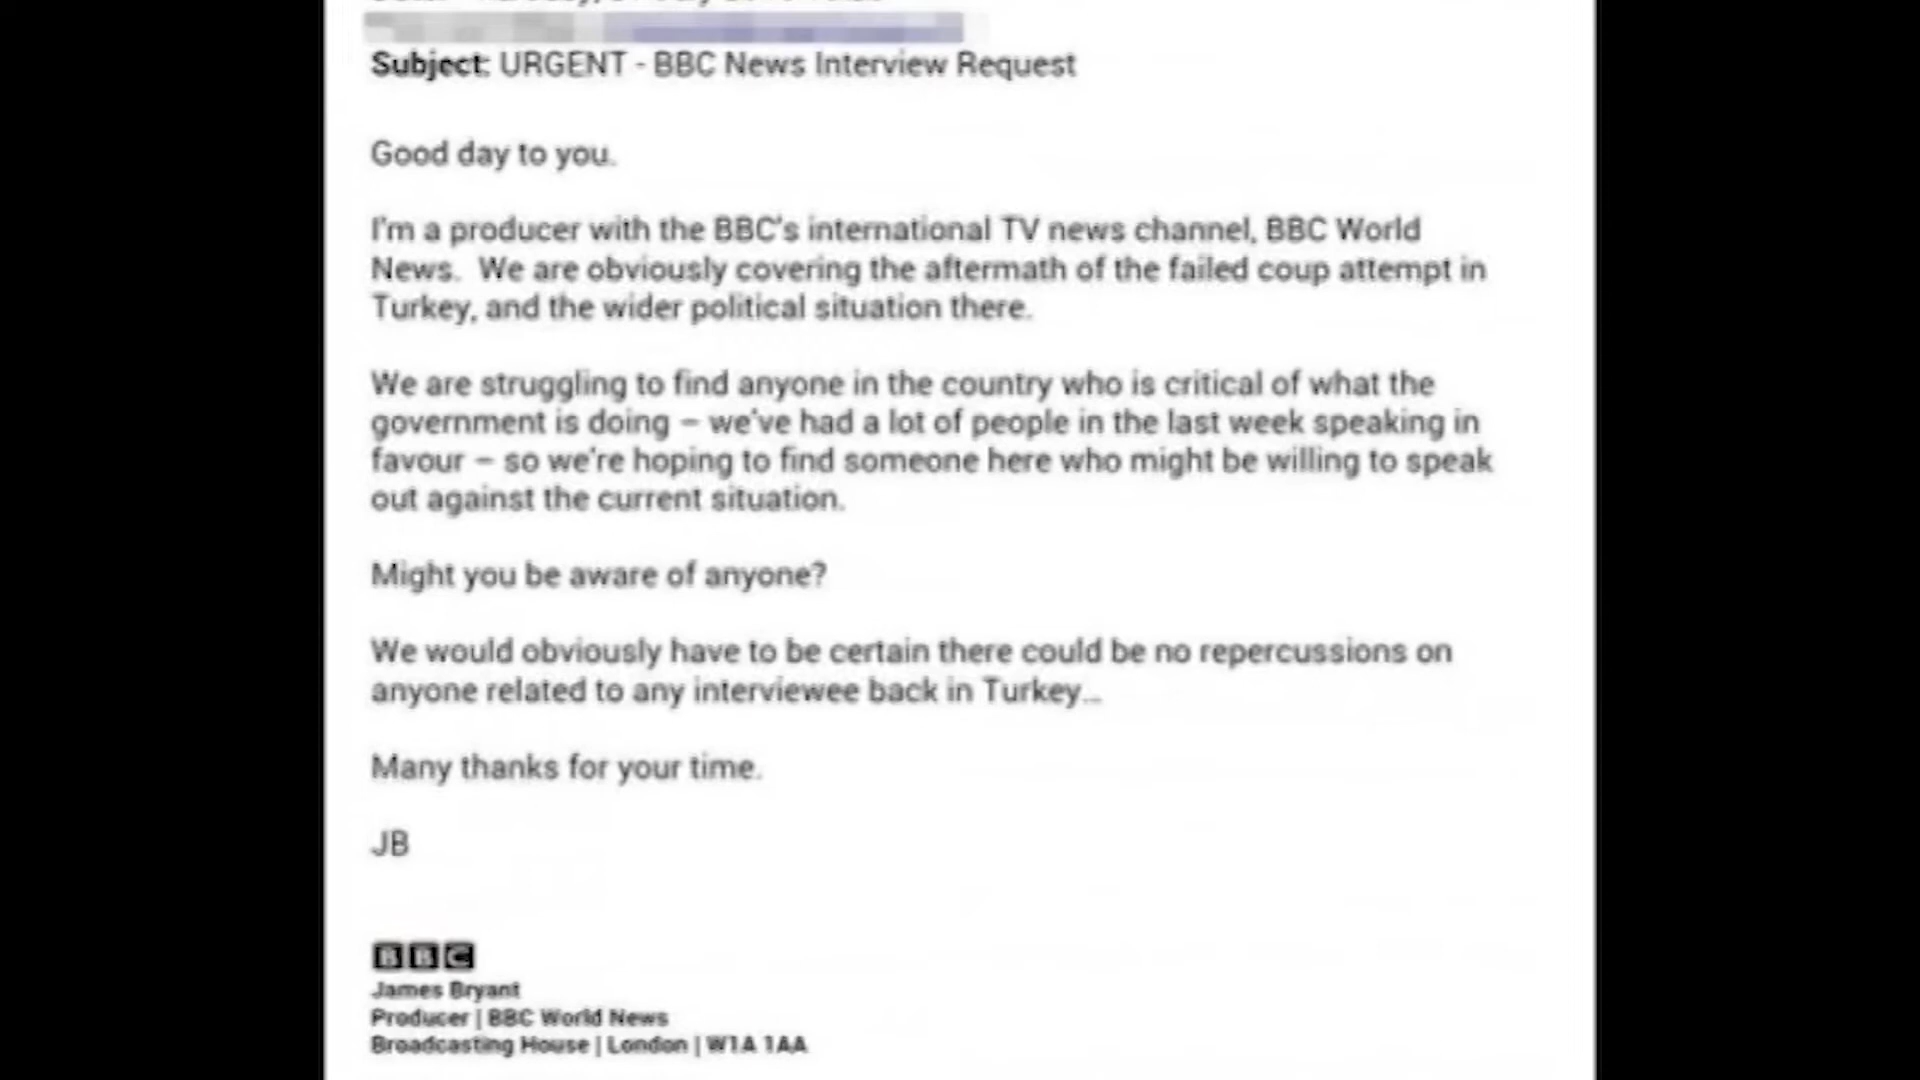 Subject: URGENT - BBC News Interview Request
Good day to you.
I'm a producer with the BBC's international TV news channel, BBC World
News.  We are obviously covering the aftermath of the failed coup attempt in
Turkey, and the wider political situation there.
We are struggling to find anyone in the country who is critical of what the
government is doing – we've had a lot of people in the last week speaking in
favour – so we're hoping to find someone here who might be willing to speak
out against the current situation.
Might you be aware of anyone?
We would obviously have to be certain there could be no repercussions on
anyone related to any interviewee back in Turkey...
Many thanks for your time.
JB
BBC
James Bryant
Producer | BBC World News
Broadcasting House | London | W1A 1AA